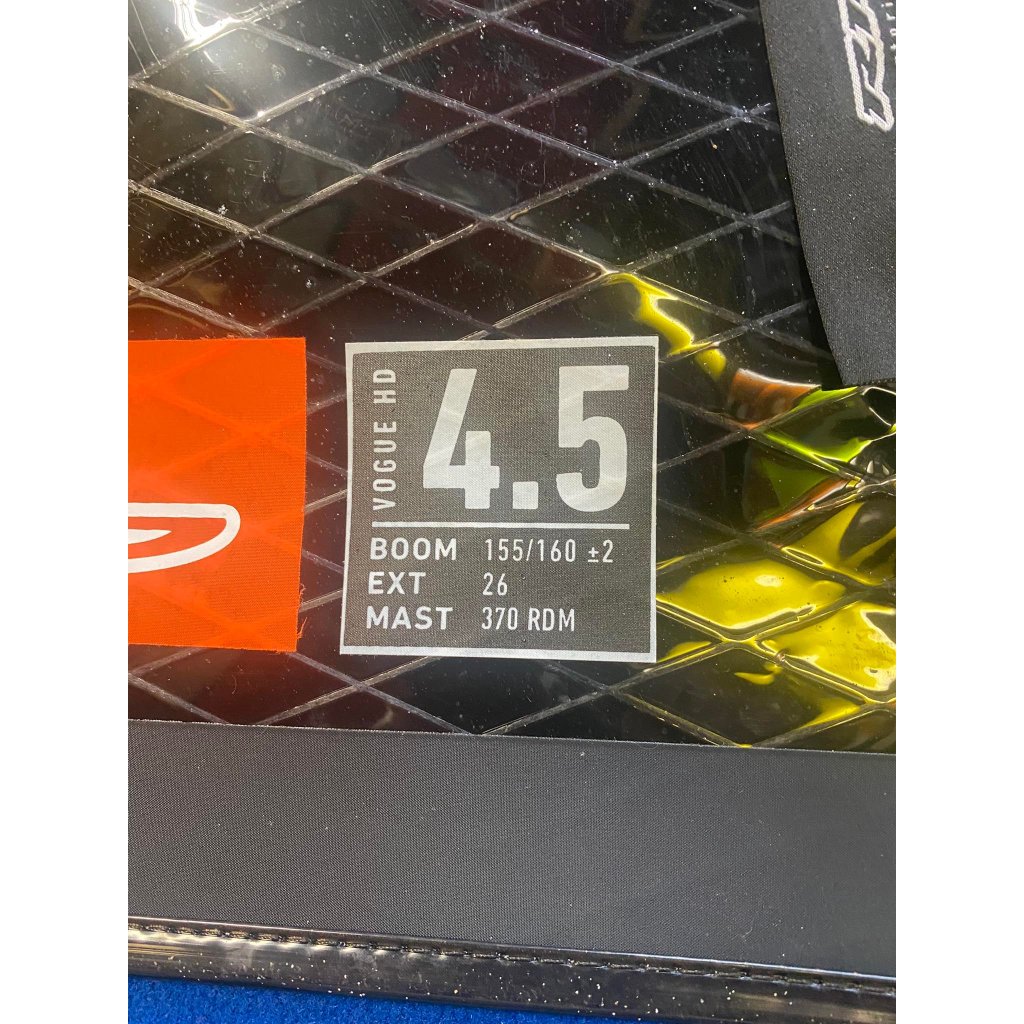 VOGUE HD
4.5
BOOM 155/160 ±2
EXT 26
MAST 370 RDM